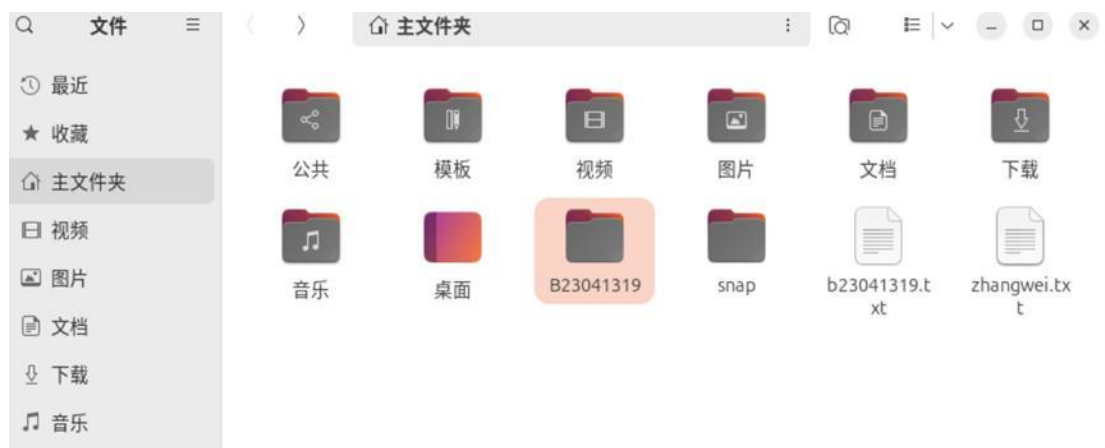 文件
主文件夹
最近
收藏
主文件夹
视频
图片
文档
下载
音乐
公共
模板
视频
图片
文档
下载
音乐
桌面
B23041319
snap
b23041319.t
xt
zhangwei.tx
t